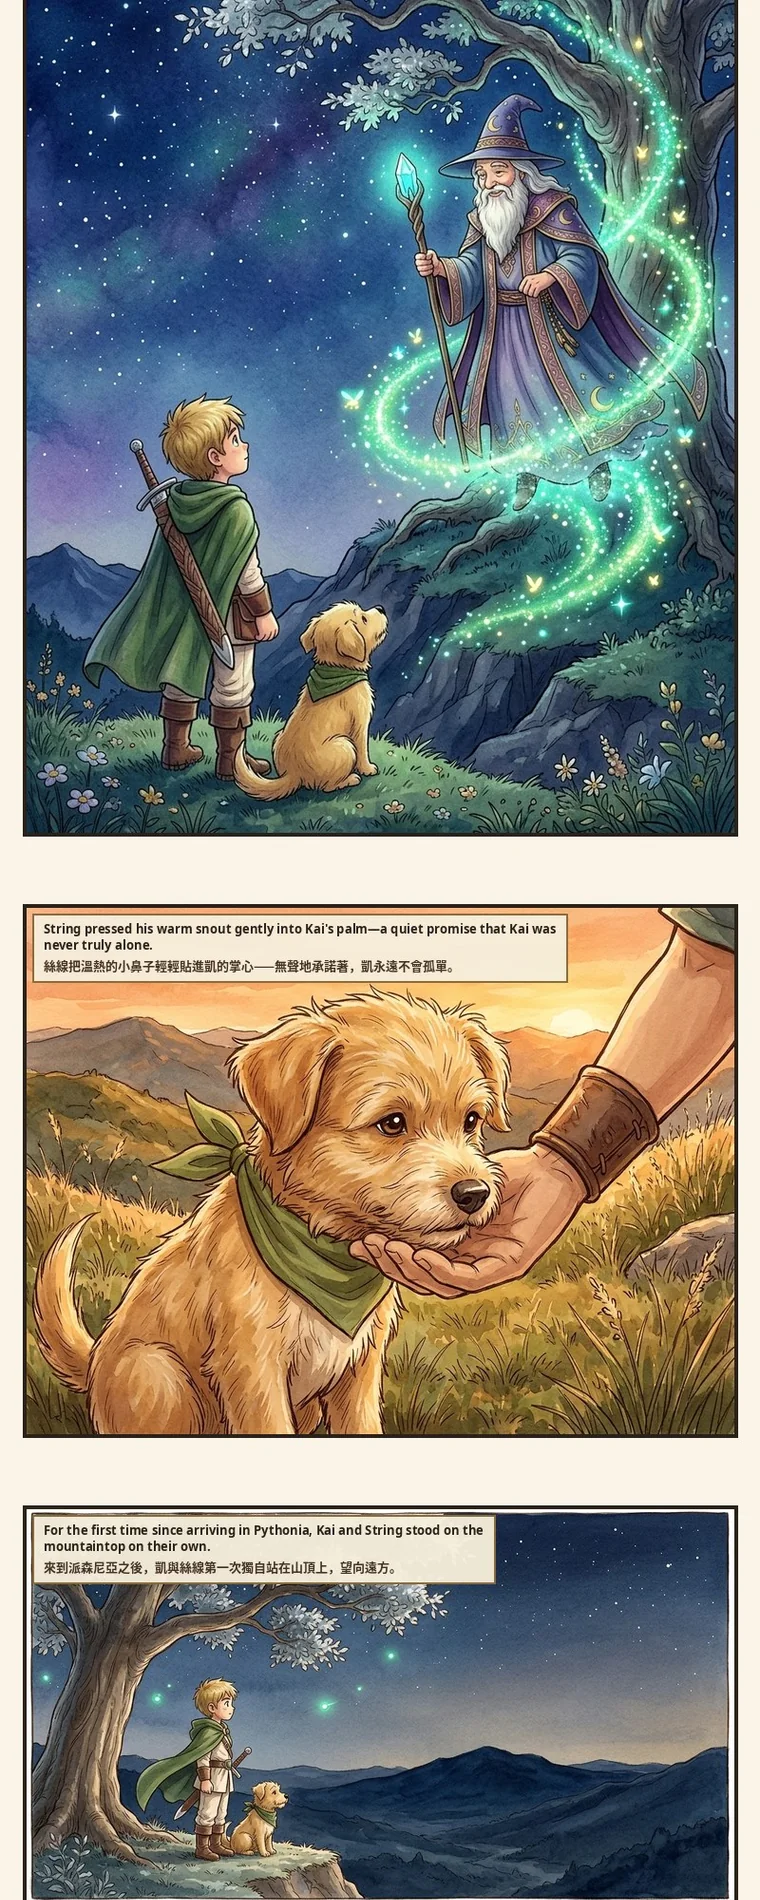 String pressed his warm snout gently into Kai's palm—a quiet promise that Kai was
never truly alone.
絲線把溫熱的小鼻子輕輕貼進凱的掌心——無聲地承諾著，凱永遠不會孤單。
For the first time since arriving in Pythonia, Kai and String stood on the
mountaintop on their own.
來到派森尼亞之後，凱與絲線第一次獨自站在山頂上，望向遠方。